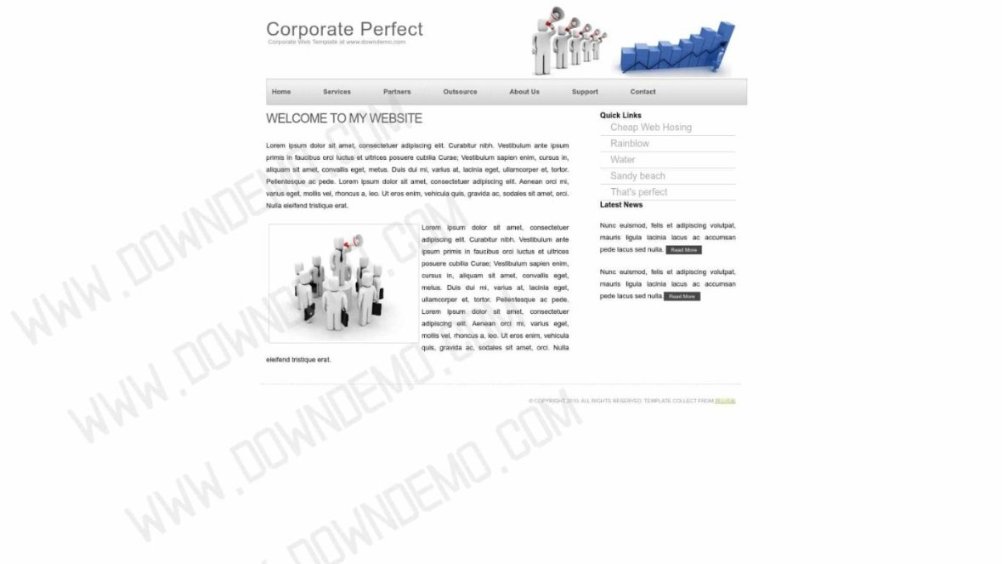 Corporate Perfect
Corporate Web Template at www.downdemo.com
Home Services Partners Outsource About Us Support Contact
WELCOME TO MY WEBSITE
Lorem ipsum dolor sit amet, consectetuer adipiscing elit. Curabitur nibh. Vestibulum ante ipsum
primis in faucibus orci luctus et ultrices posuere cubilia Curae; Vestibulum sapien enim, cursus in,
aliquam sit amet, convallis eget, metus. Duis dui mi, varius at, lacinia eget, ullamcorper et, tortor.
Pellentesque ac pede. Lorem ipsum dolor sit amet, consectetuer adipiscing elit. Aenean orci mi,
varius eget, mollis vel, rhoncus a, leo. Ut eros enim, vehicula quis, gravida ac, sodales sit amet, orci.
Nulla eleifend tristique erat.
Lorem ipsum dolor sit amet, consectetuer
adipiscing elit. Curabitur nibh. Vestibulum ante
ipsum primis in faucibus orci luctus et ultrices
posuere cubilia Curae; Vestibulum sapien enim,
cursus in, aliquam sit amet, convallis eget,
metus. Duis dui mi, varius at, lacinia eget,
ullamcorper et, tortor. Pellentesque ac pede.
Lorem ipsum dolor sit amet, consectetuer
adipiscing elit. Aenean orci mi, varius eget,
mollis vel, rhoncus a, leo. Ut eros enim, vehicula
quis, gravida ac, sodales sit amet, orci. Nulla
eleifend tristique erat.
Quick Links
Cheap Web Hosing
Rainblow
Water
Sandy beach
That's perfect
Latest News
Nunc euismod, felis et adipiscing volutpat,
mauris ligula lacinia lacus ac accumsan
pede lacus sed nulla. Read More
Nunc euismod, felis et adipiscing volutpat,
mauris ligula lacinia lacus ac accumsan
pede lacus sed nulla Read More
© COPYRIGHT 2010. ALL RIGHTS RESERVED. TEMPLATE COLLECT FROM
WWW.DOWNDEMO.COM
WWW.DOWNDEMO.COM
WWW.DOWNDEMO.COM
WWW.DOWNDEMO.COM